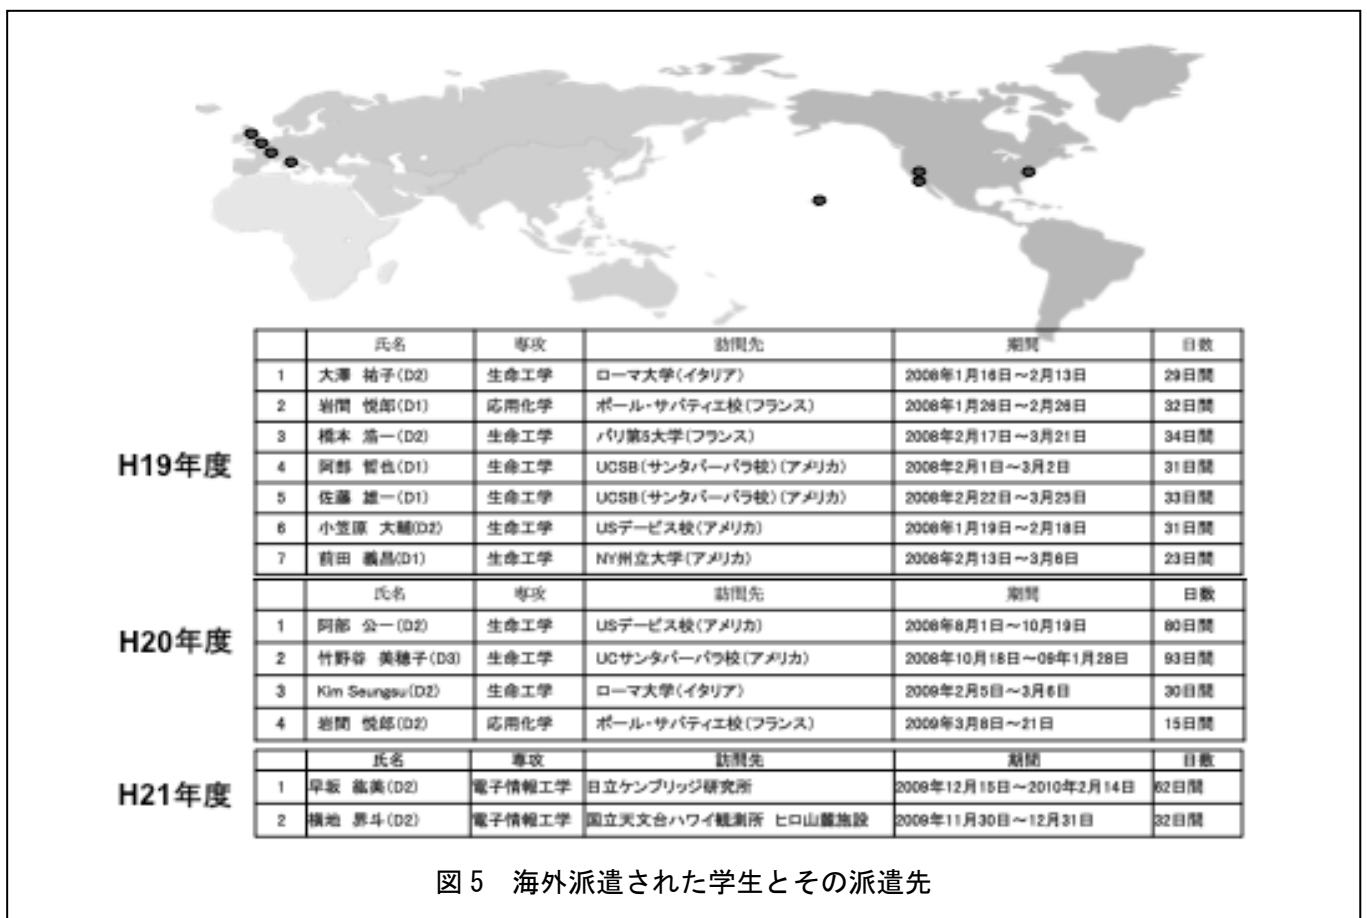 氏名 専攻 訪問先 期間 日数
1 大澤 祐子(D2) 生命工学 ローマ大学(イタリア) 2008年1月16日～2月13日 29日間
2 岩間 悦郎(D1) 応用化学 ポール・サバティエ校(フランス) 2008年1月26日～2月26日 32日間
3 橋本 浩一(D2) 生命工学 パリ第5大学(フランス) 2008年2月17日～3月21日 34日間
H19年度
4 阿部 哲也(D1) 生命工学 UCSB(サンタバーバラ校)(アメリカ) 2008年2月1日～3月2日 31日間
5 佐藤 雄一(D1) 生命工学 UCSB(サンタバーバラ校)(アメリカ) 2008年2月22日～3月25日 33日間
6 小笠原 大輔(D2) 生命工学 USデービス校(アメリカ) 2008年1月19日～2月18日 31日間
7 前田 義昌(D1) 生命工学 NY州立大学(アメリカ) 2008年2月13日～3月6日 23日間
氏名 専攻 訪問先 期間 日数
1 阿部 公一(D2) 生命工学 USデービス校(アメリカ) 2008年8月1日～10月19日 80日間
H20年度
2 竹野谷 美穂子(D3) 生命工学 UCサンタバーバラ校(アメリカ) 2008年10月18日～09年1月28日 93日間
3 Kim Seungsu(D2) 生命工学 ローマ大学(イタリア) 2009年2月5日～3月6日 30日間
4 岩間 悦郎(D2) 応用化学 ポール・サバティエ校(フランス) 2009年3月8日～21日 15日間
氏名 専攻 訪問先 期間 日数
H21年度
1 早坂 (D2) 電子情報工学 日立ケンブリッジ研究所 2009年12月15日～2010年2月14日 62日間
2 横地 界斗(D2) 電子情報工学 国立天文台ハワイ観測所 ヒロ山麓施設 2009年11月30日～12月31日 32日間
図5 海外派遣された学生とその派遣先